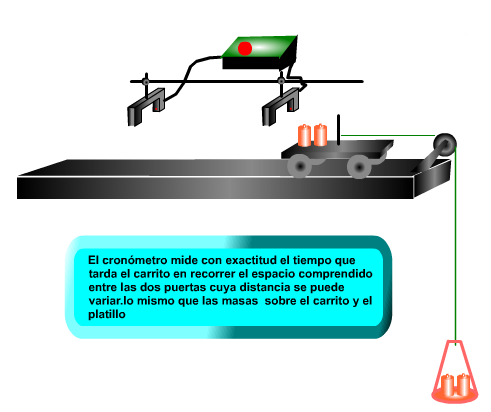 El cronómetro mide con exactitud el tiempo que
tarda el carrito en recorrer el espacio comprendido
entre las dos puertas cuya distancia se puede
variar.lo mismo que las masas sobre el carrito y el
platillo